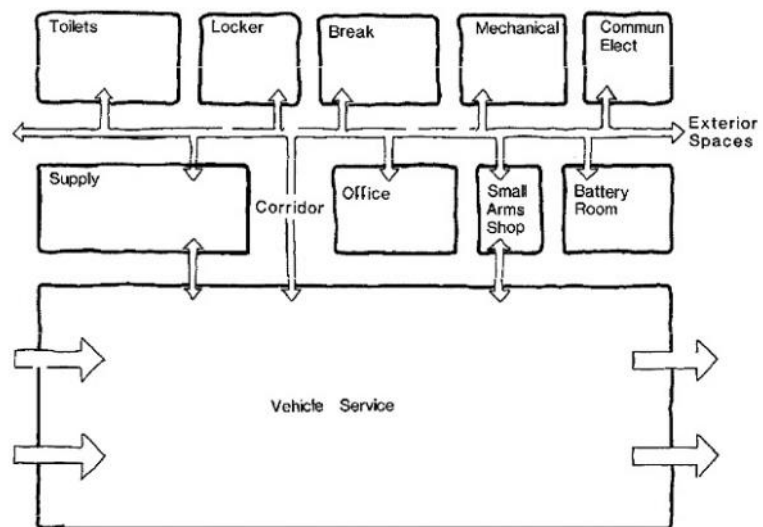 Toilets
Locker
Break
Mechanical
Commun
Elect
Exterior
Spaces
Supply
Corridor
Office
Small
Arms
Shop
Battery
Room
Vehicle Service